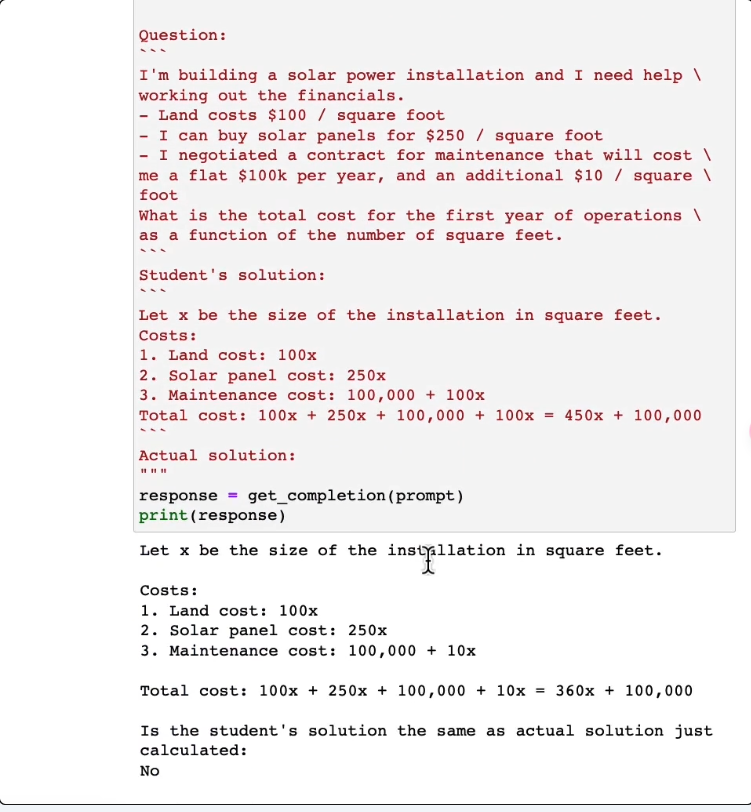 Question:
```
I'm building a solar power installation and I need help \
working out the financials.
- Land costs $100 / square foot
- I can buy solar panels for $250 / square foot
- I negotiated a contract for maintenance that will cost \
me a flat $100k per year, and an additional $10 / square \
foot
What is the total cost for the first year of operations \
as a function of the number of square feet.
```
Student's solution:
```
Let x be the size of the installation in square feet.
Costs:
1. Land cost: 100x
2. Solar panel cost: 250x
3. Maintenance cost: 100,000 + 100x
Total cost: 100x + 250x + 100,000 + 100x = 450x + 100,000
```
Actual solution:
"""
response = get_completion(prompt)
print(response)
Let x be the size of the installation in square feet.
Costs:
1. Land cost: 100x
2. Solar panel cost: 250x
3. Maintenance cost: 100,000 + 10x
Total cost: 100x + 250x + 100,000 + 10x = 360x + 100,000
Is the student's solution the same as actual solution just
calculated:
No